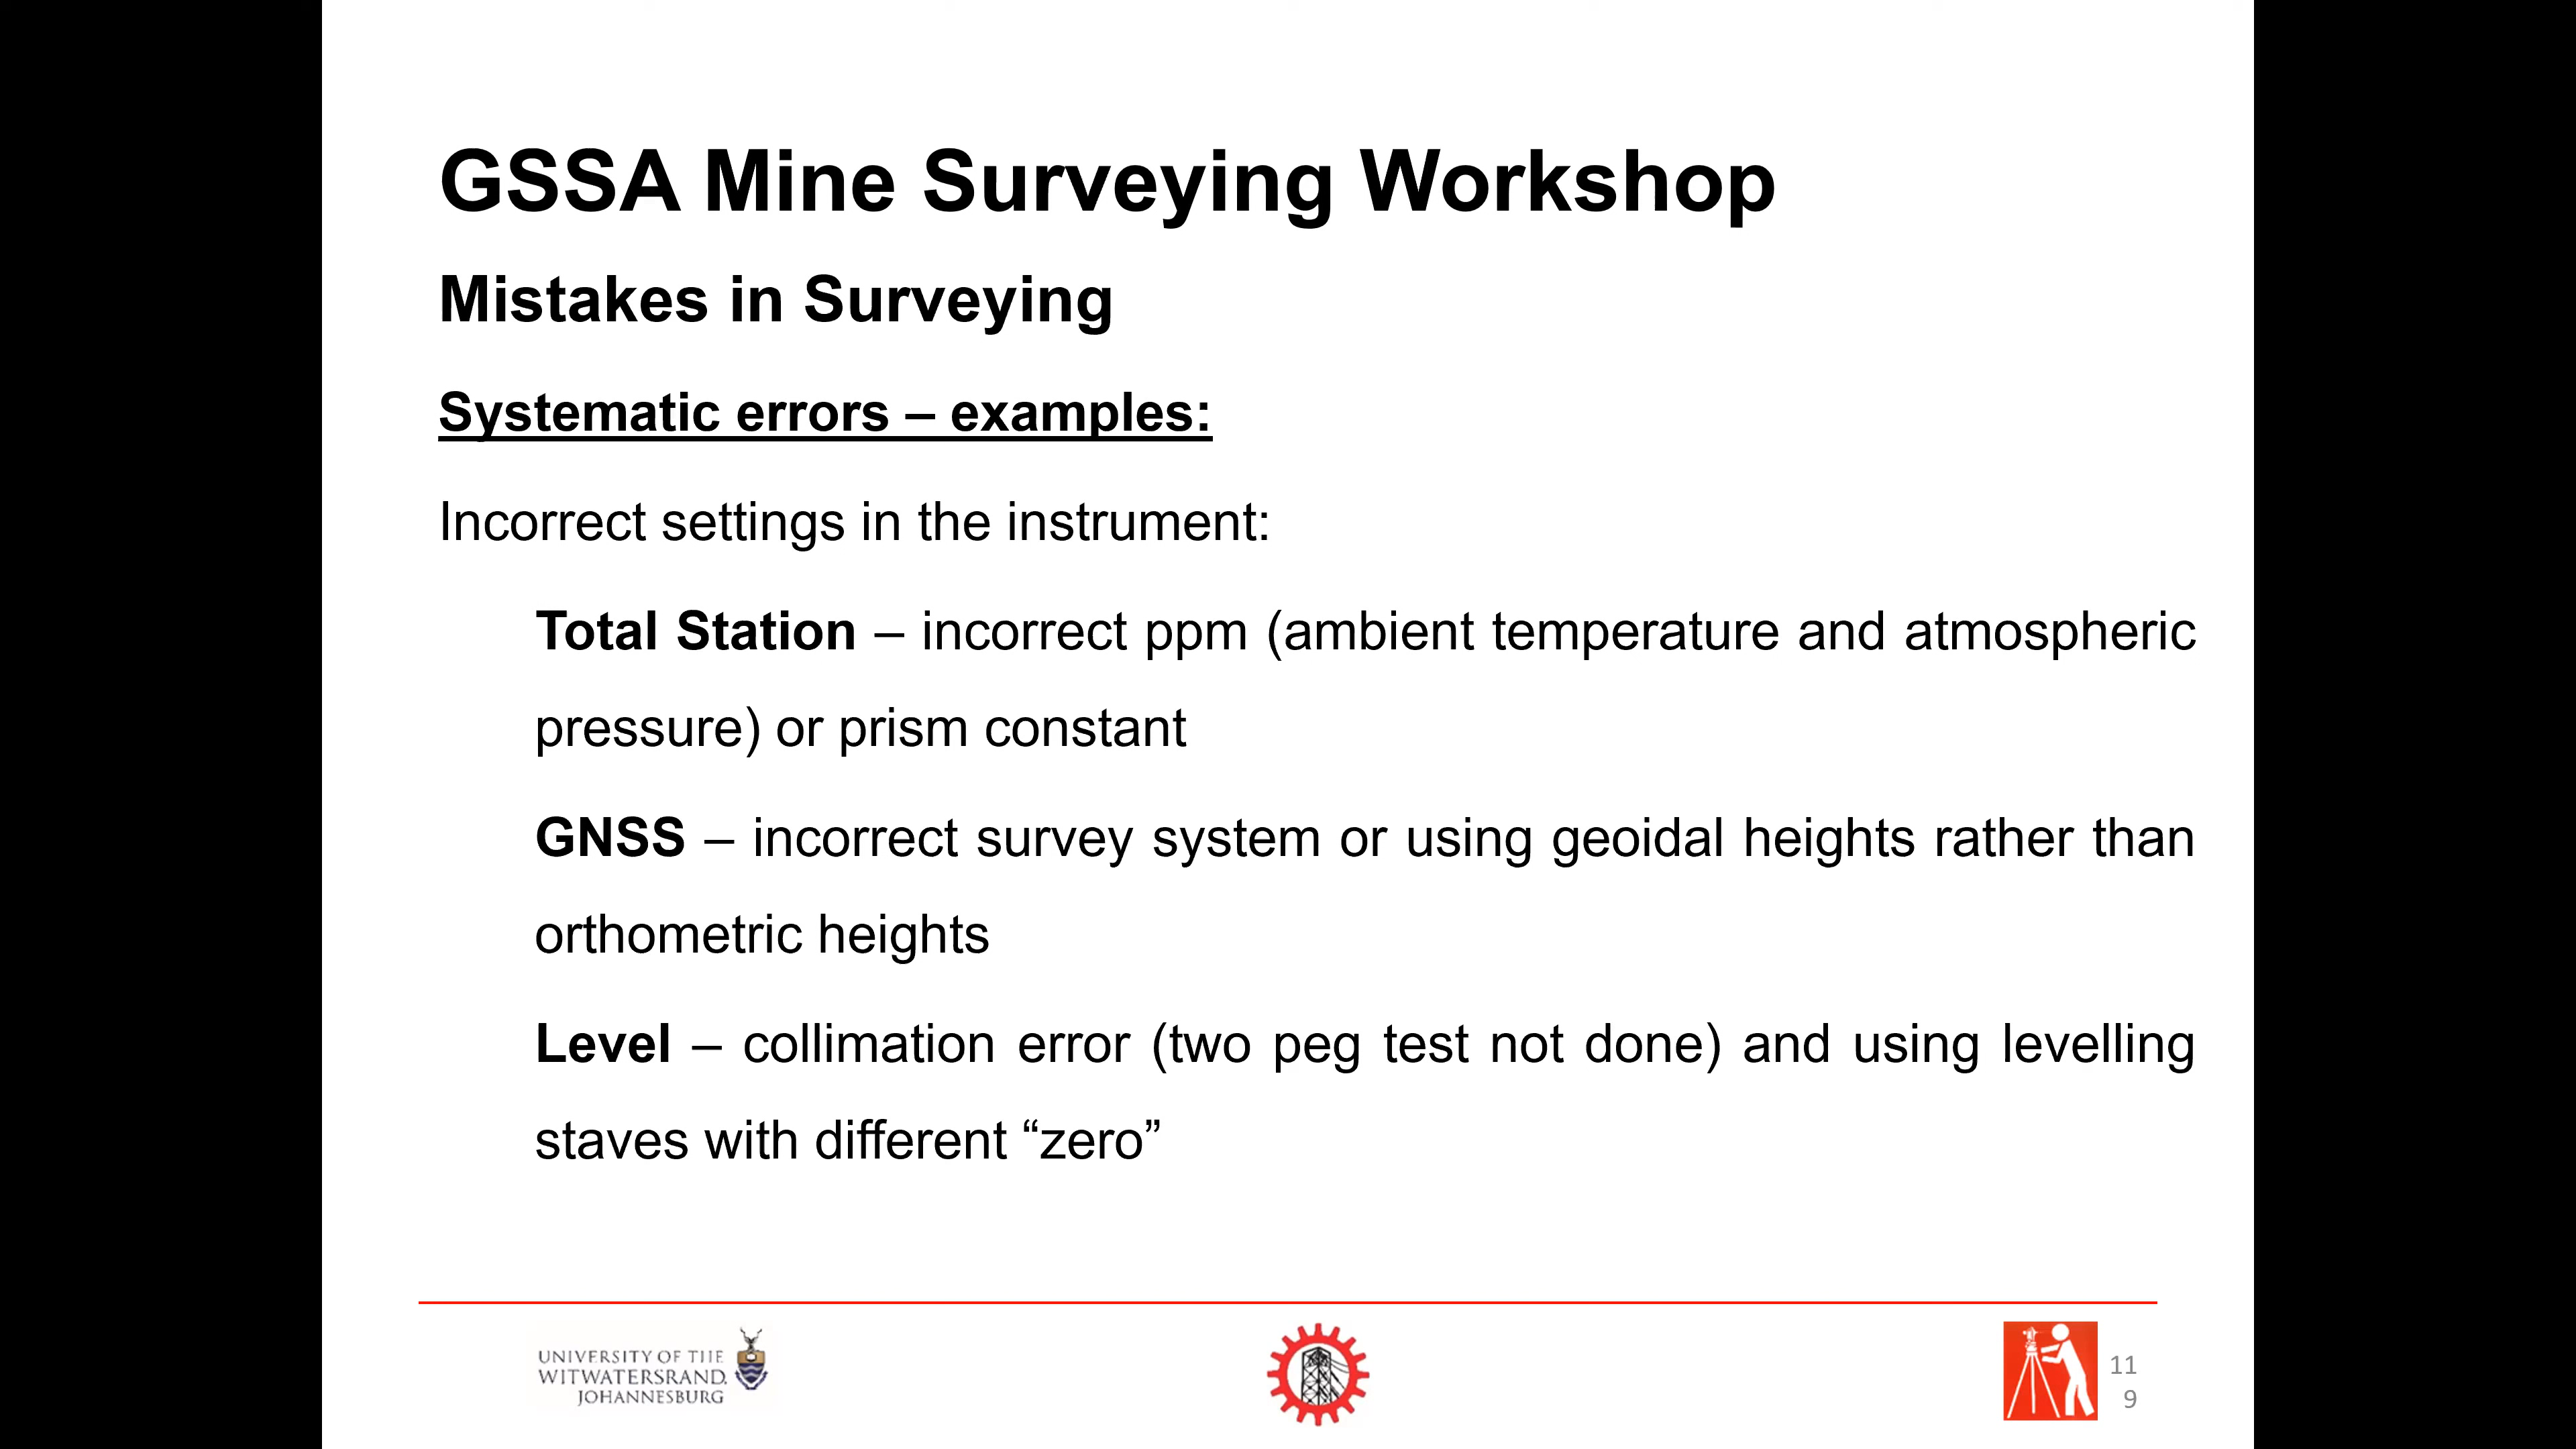 GSSA Mine Surveying Workshop
Mistakes in Surveying
Systematic errors – examples:
Incorrect settings in the instrument:
Total Station – incorrect ppm (ambient temperature and atmospheric
pressure) or prism constant
GNSS – incorrect survey system or using geoidal heights rather than
orthometric heights
Level – collimation error (two peg test not done) and using levelling
staves with different “zero”
UNIVERSITY OF THE
WITWATERSRAND,
JOHANNESBURG
11
9